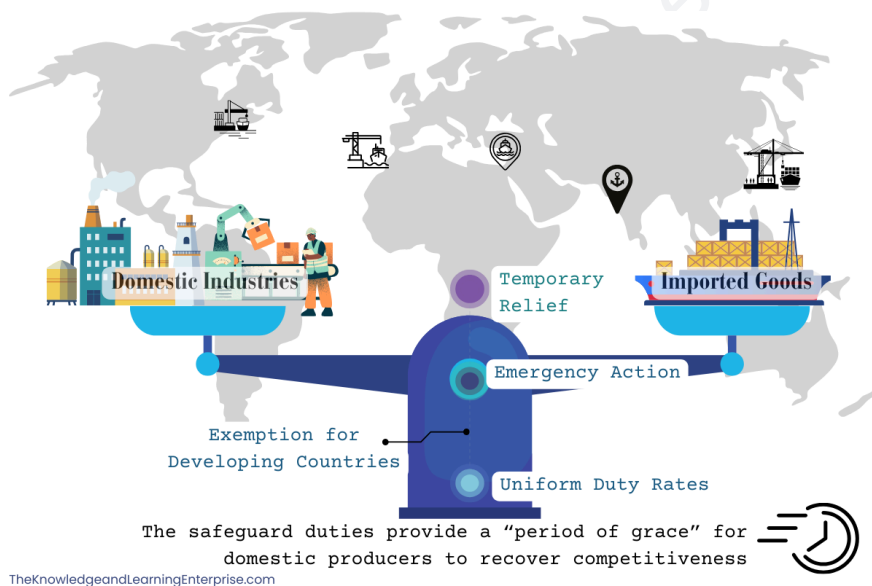 Domestic Industries
Imported Goods
Temporary
Relief
Emergency Action
Exemption for
Developing Countries
Uniform Duty Rates
The safeguard duties provide a “period of grace” for
domestic producers to recover competitiveness
TheKnowledgeandLearningEnterprise.com